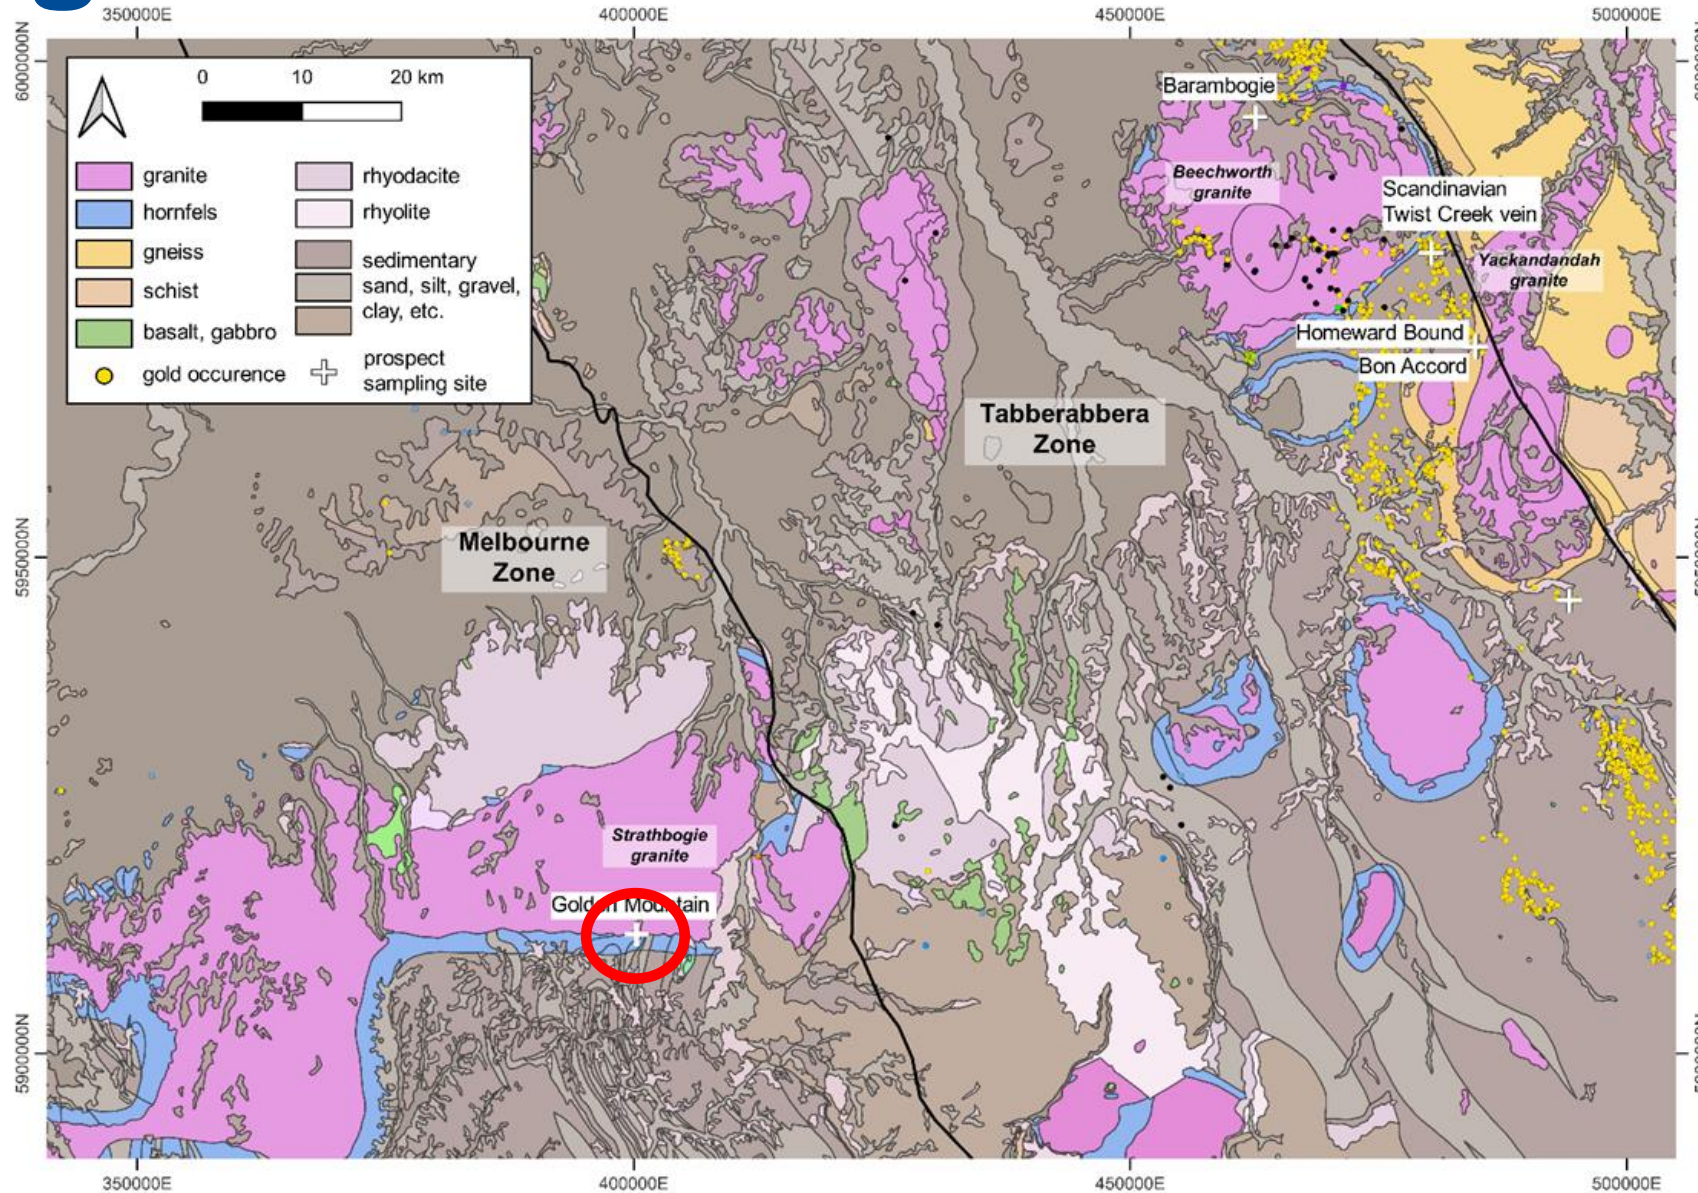 350000E
400000E
450000E
500000E
6000000N
5950000N
5900000N
0 10 20 km
granite
hornfels
gneiss
schist
basalt, gabbro
gold occurence
rhyodacite
rhyolite
sedimentary
sand, silt, gravel,
clay, etc.
prospect
sampling site
Barambogie
Beechworth
granite
Scandinavian
Twist Creek vein
Yackandandah
granite
Homeward Bound
Bon Accord
Tabberabbera
Zone
Melbourne
Zone
Strathbogie
granite
Golden Mountain
350000E
400000E
450000E
500000E